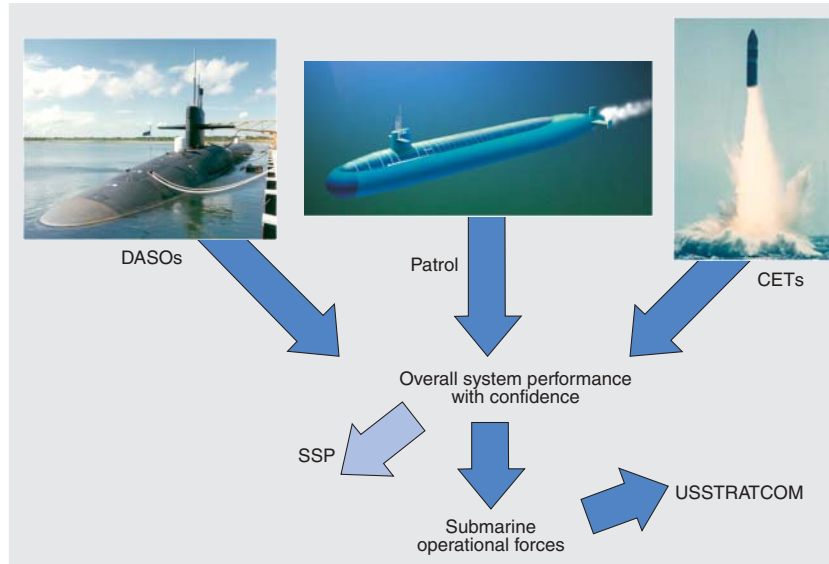 DASOs
Patrol
CETs
Overall system performance
with confidence
SSP
USSTRATCOM
Submarine
operational forces